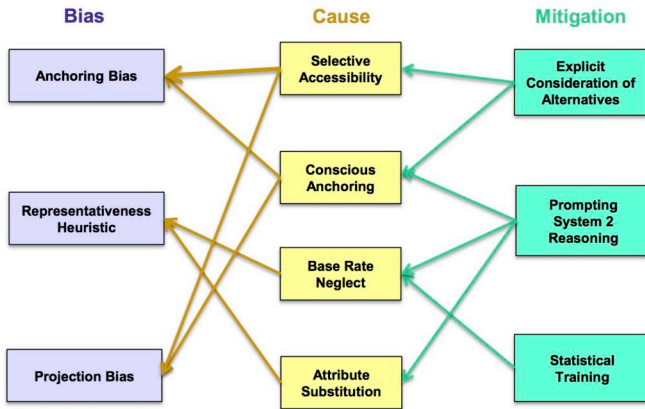 Bias
Cause
Mitigation
Anchoring Bias
Selective
Accessibility
Explicit
Consideration of
Alternatives
Conscious
Anchoring
Representativeness
Heuristic
Prompting
System 2
Reasoning
Base Rate
Neglect
Projection Bias
Attribute
Substitution
Statistical
Training